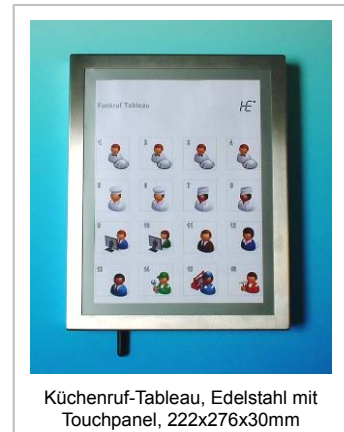 Funkruf Tableau
HE
1 2 3 4
5 6 7 8
9 10 11 12
13 14 15 16
Küchenruf-Tableau, Edelstahl mit
Touchpanel, 222x276x30mm